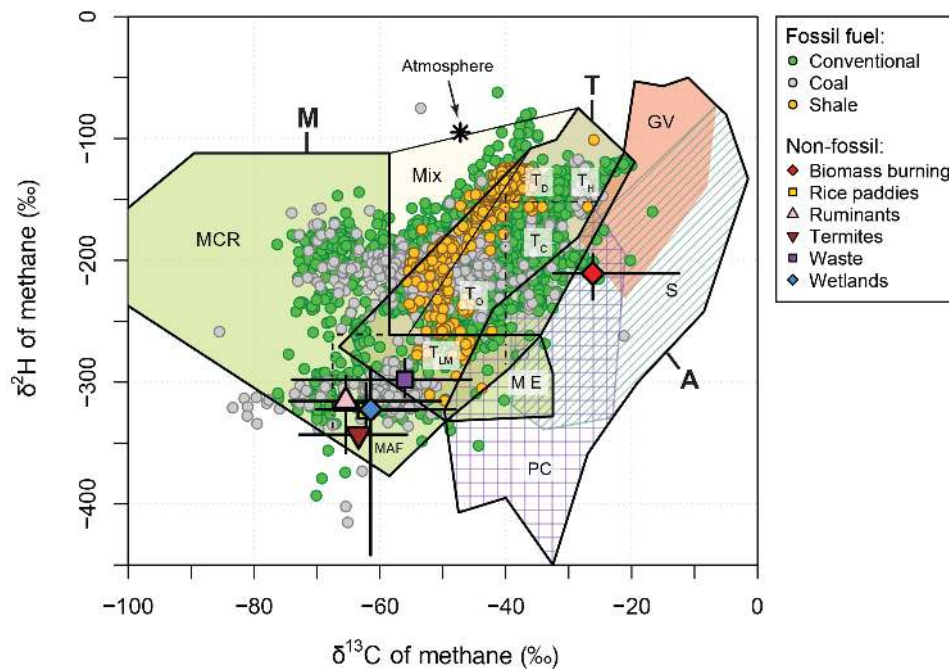 0
−100
−200
−300
−400
δ²H of methane (‰)
−100
−80
−60
−40
−20
0
δ¹³C of methane (‰)
Atmosphere
M
T
A
Mix
MCR
GV
T_D
T_H
T_C
T_O
T_LM
S
M E
MAF
PC
Fossil fuel:
Conventional
Coal
Shale
Non-fossil:
Biomass burning
Rice paddies
Ruminants
Termites
Waste
Wetlands